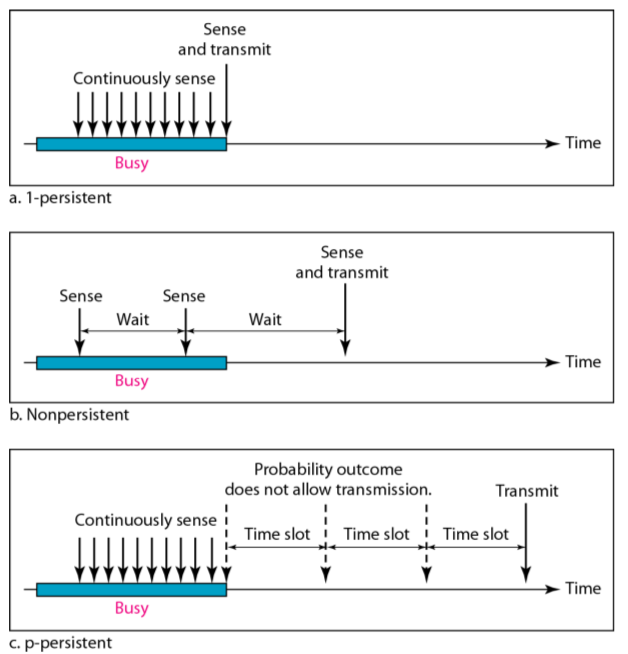 Sense
and transmit
Continuously sense
Time
Busy
a. 1-persistent
Sense
and transmit
Sense
Sense
Wait
Wait
Time
Busy
b. Nonpersistent
Probability outcome
does not allow transmission.
Transmit
Continuously sense
Time slot
Time slot
Time slot
Time
Busy
c. p-persistent